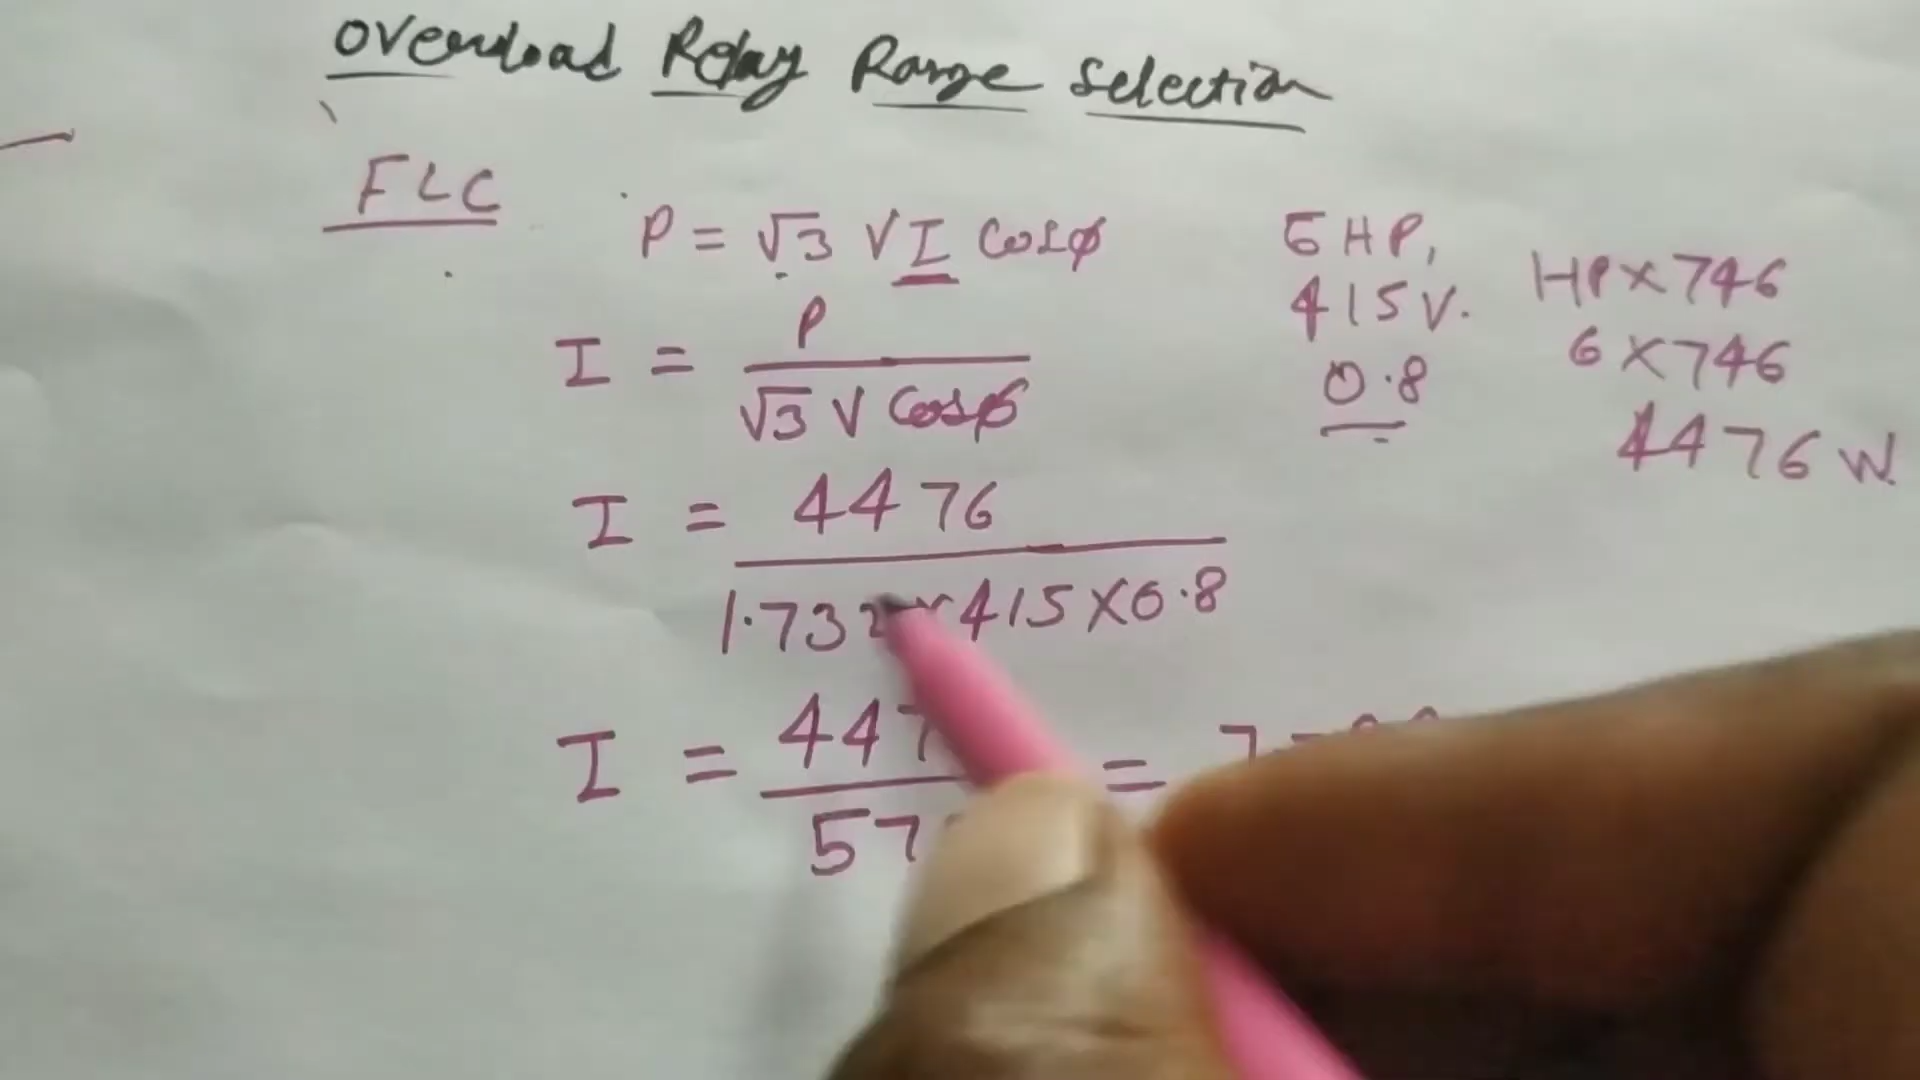 Overload Relay Range Selection
FLC
P = √3 V I Cosϕ
I = P
√3 V Cosϕ
I = 4476
1.732 × 415 × 0.8
I = 447
57
=
6 HP,
415 V.
0.8
HP × 746
6 × 746
4476 W